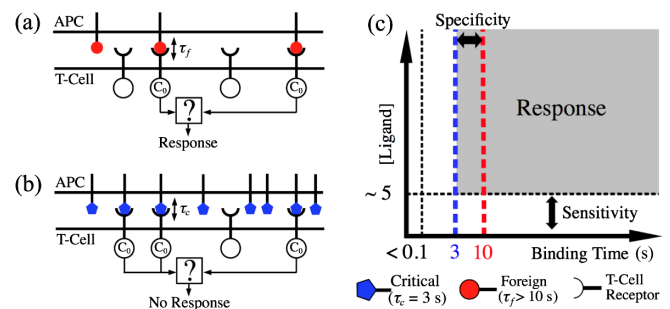 (a)
APC
τf
T-Cell
C0
C0
?
Response
(b)
APC
τc
T-Cell
C0
C0
C0
?
No Response
(c)
Specificity
Response
[Ligand]
~ 5
Sensitivity
< 0.1
3
10
Binding Time (s)
Critical
(τc = 3 s)
Foreign
(τf > 10 s)
T-Cell
Receptor